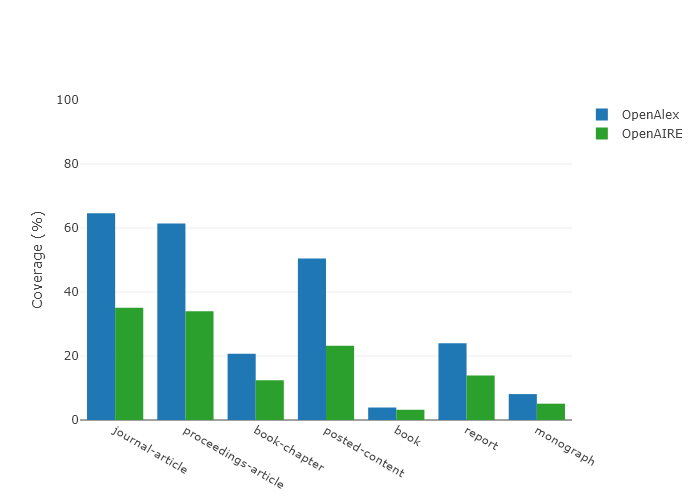 100
80
60
40
20
0
Coverage (%)
journal-article
proceedings-article
book-chapter
posted-content
book
report
monograph
OpenAlex
OpenAIRE